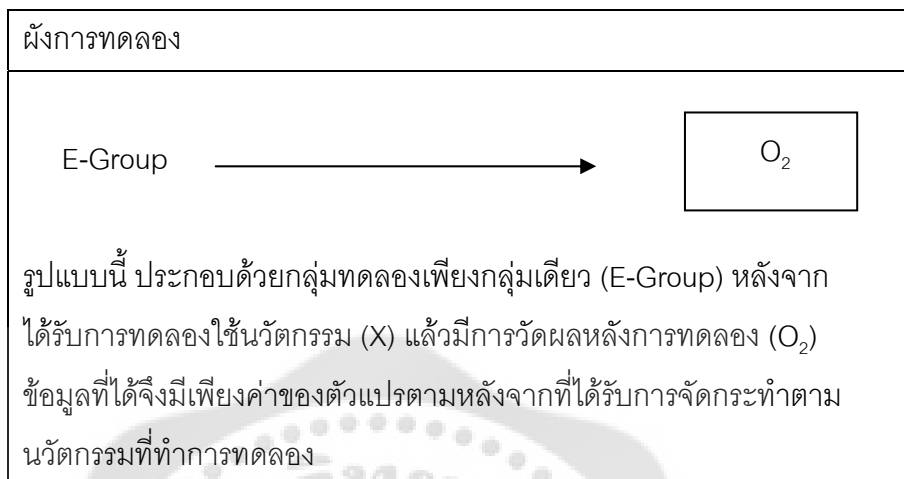 ผังการทดลอง
E-Group O₂
รูปแบบนี้ ประกอบด้วยกลุ่มทดลองเพียงกลุ่มเดียว (E-Group) หลังจาก
ได้รับการทดลองใช้นวัตกรรม (X) แล้วมีการวัดผลหลังการทดลอง (O₂)
ข้อมูลที่ได้จึงมีเพียงค่าของตัวแปรตามหลังจากที่ได้รับการจัดกระทำตาม
นวัตกรรมที่ทำการทดลอง